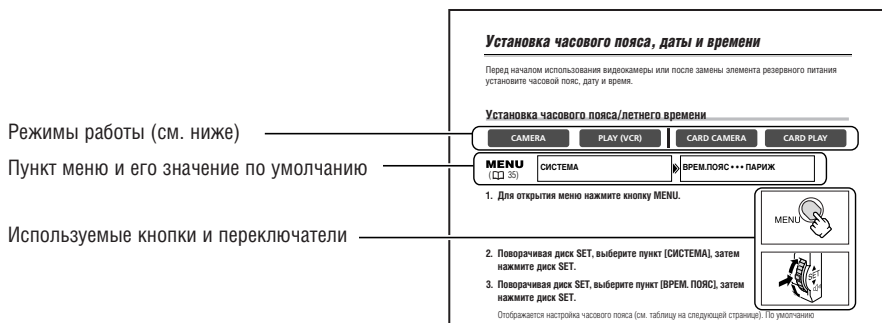 Установка часового пояса, даты и времени
Перед началом использования видеокамеры или после замены элемента резервного питания
установите часовой пояс, дату и время.
Установка часового пояса/летнего времени
Режимы работы (см. ниже)
CAMERA PLAY (VCR) CARD CAMERA CARD PLAY
Пункт меню и его значение по умолчанию
MENU
( 35)
СИСТЕМА
ВРЕМ.ПОЯС•••ПАРИЖ
1. Для открытия меню нажмите кнопку MENU.
MENU
Используемые кнопки и переключатели
2. Поворачивая диск SET, выберите пункт [СИСТЕМА], затем
нажмите диск SET.
SET
3. Поворачивая диск SET, выберите пункт [ВРЕМ. ПОЯС], затем
нажмите диск SET.
Отображается настройка часового пояса (см. таблицу на следующей странице). По умолчанию